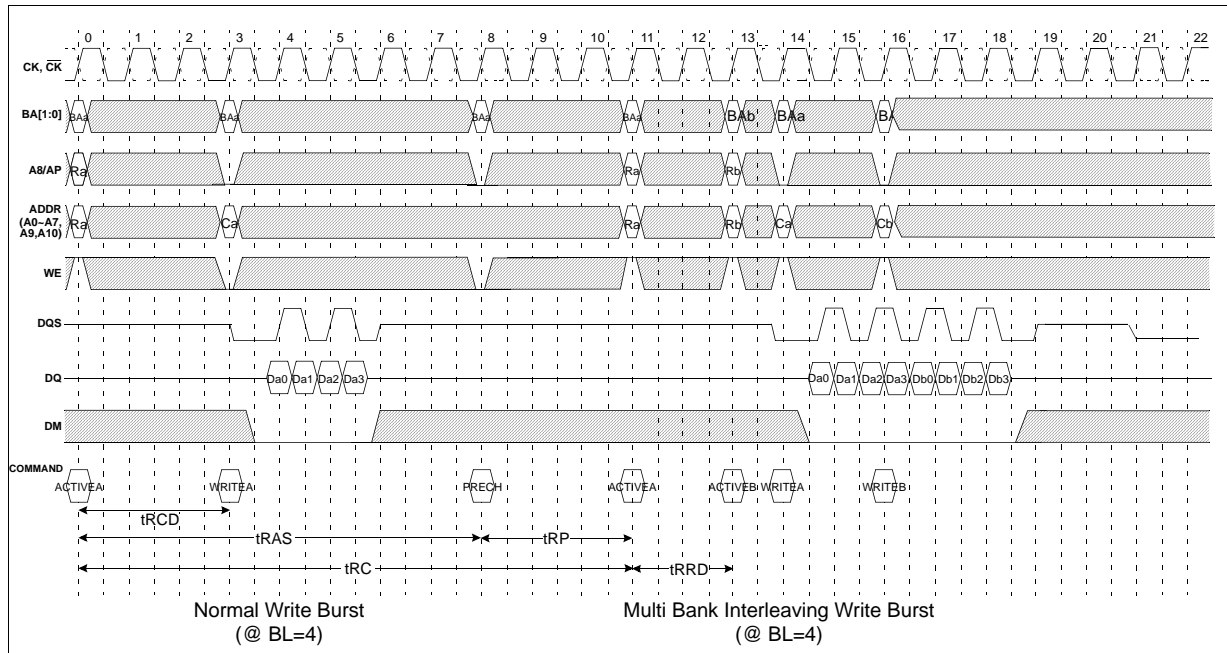 0 1 2 3 4 5 6 7 8 9 10 11 12 13 14 15 16 17 18 19 20 21 22
CK, CK
BA[1:0] BAa BAa BAa BAa BAb BAa BA
A8/AP Ra Ra Rb
ADDR
(A0~A7,
A9,A10)
Ra Ca Ra Rb Ca Cb
WE
DQS
DQ Da0 Da1 Da2 Da3 Da0 Da1 Da2 Da3 Db0 Db1 Db2 Db3
DM
COMMAND
ACTIVEA WRITEA PRECH ACTIVEA ACTIVEB WRITEA WRITEB
tRCD
tRAS tRP
tRC tRRD
Normal Write Burst Multi Bank Interleaving Write Burst
(@ BL=4) (@ BL=4)